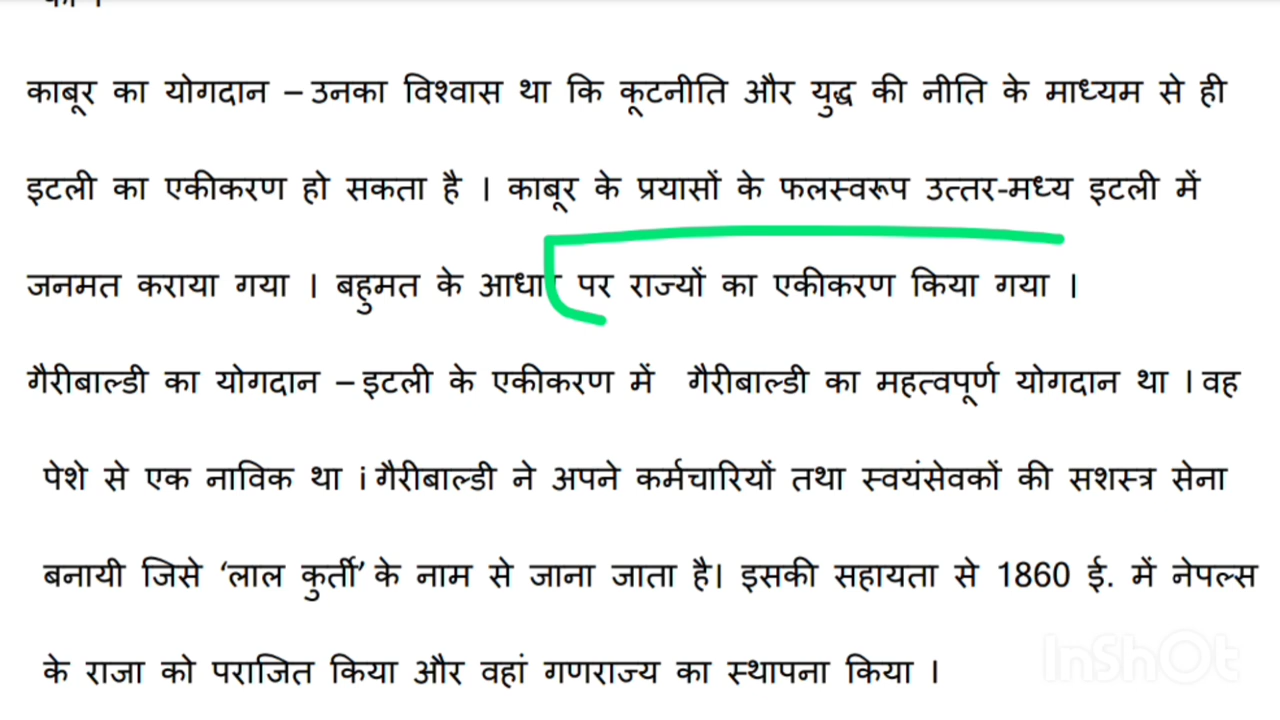 काबूर का योगदान – उनका विश्वास था कि कूटनीति और युद्ध की नीति के माध्यम से ही
इटली का एकीकरण हो सकता है । काबूर के प्रयासों के फलस्वरूप उत्तर-मध्य इटली में
जनमत कराया गया । बहुमत के आधार पर राज्यों का एकीकरण किया गया ।
गैरीबाल्डी का योगदान – इटली के एकीकरण में गैरीबाल्डी का महत्वपूर्ण योगदान था । वह
पेशे से एक नाविक था i गैरीबाल्डी ने अपने कर्मचारियों तथा स्वयंसेवकों की सशस्त्र सेना
बनायी जिसे ‘लाल कुर्ती’ के नाम से जाना जाता है। इसकी सहायता से 1860 ई. में नेपल्स
के राजा को पराजित किया और वहां गणराज्य का स्थापना किया ।
InShOt